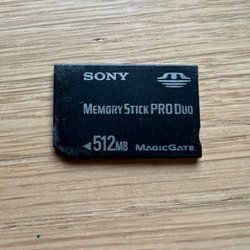 SONY
MEMORY STICK PRO DUO
512MB MAGICGATE